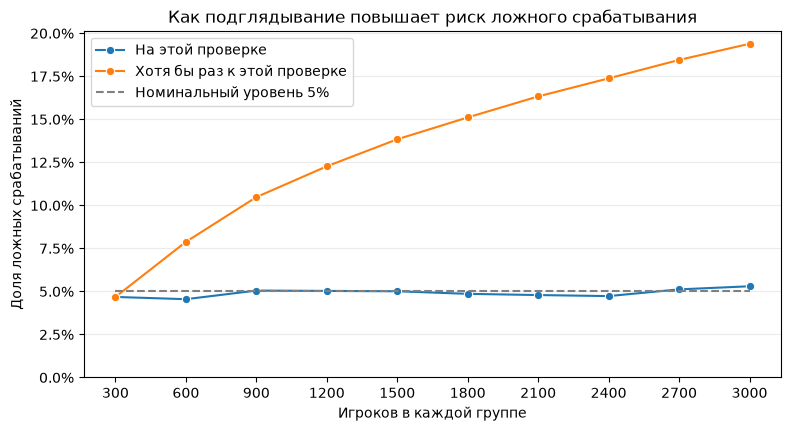 Как подглядывание повышает риск ложного срабатывания
На этой проверке
Хотя бы раз к этой проверке
Номинальный уровень 5%
Доля ложных срабатываний
20.0%
17.5%
15.0%
12.5%
10.0%
7.5%
5.0%
2.5%
0.0%
300 600 900 1200 1500 1800 2100 2400 2700 3000
Игроков в каждой группе